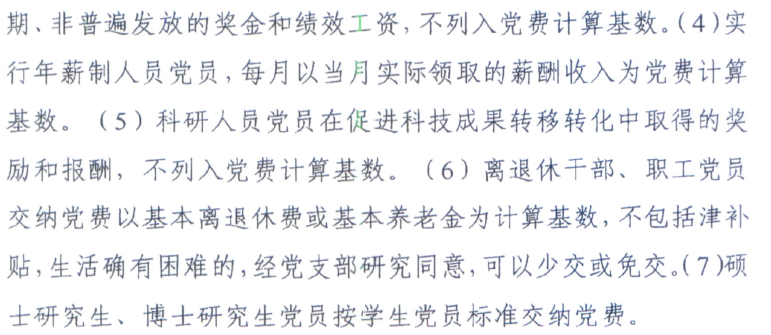 期、非普遍发放的奖金和绩效工资,不列入党费计算基数。(4)实
行年薪制人员党员,每月以当月实际领取的薪酬收入为党费计算
基数。（5）科研人员党员在促进科技成果转移转化中取得的奖
励和报酬，不列入党费计算基数。（6）离退休干部、职工党员
交纳党费以基本离退休费或基本养老金为计算基数,不包括津补
贴,生活确有困难的,经党支部研究同意,可以少交或免交。(7)硕
士研究生、博士研究生党员按学生党员标准交纳党费。